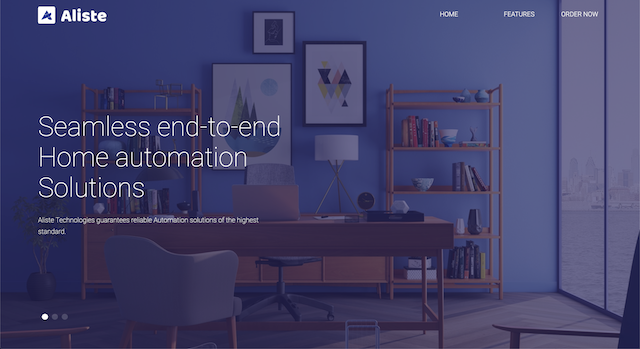 Aliste
HOME
FEATURES
ORDER NOW
Seamless end-to-end
Home automation
Solutions
Aliste Technologies guarantees reliable Automation solutions of the highest
standard.